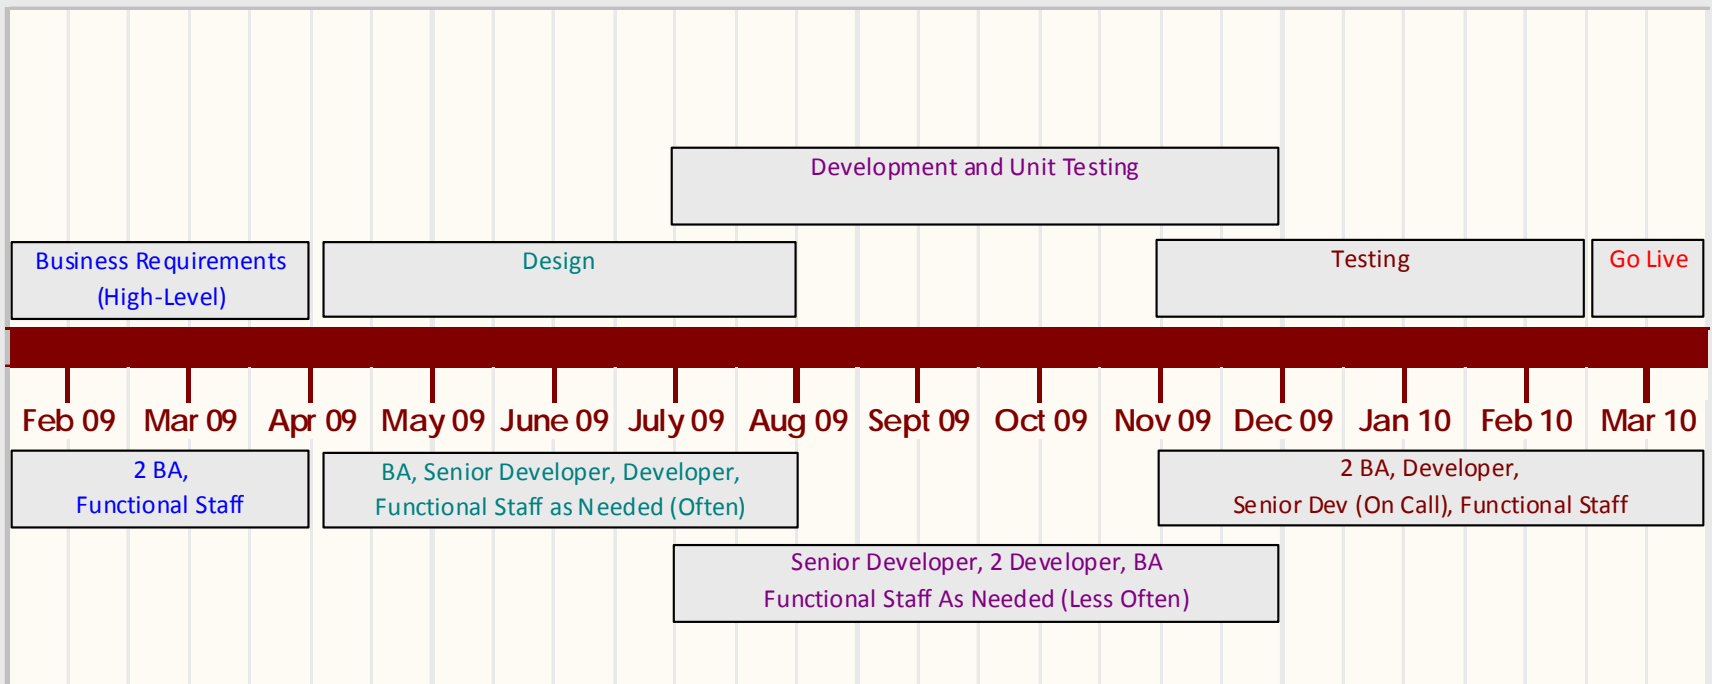 Development and Unit Testing
Business Requirements
(High-Level)
Design
Testing
Go Live
Feb 09 Mar 09 Apr 09 May 09 June 09 July 09 Aug 09 Sept 09 Oct 09 Nov 09 Dec 09 Jan 10 Feb 10 Mar 10
2 BA,
Functional Staff
BA, Senior Developer, Developer,
Functional Staff as Needed (Often)
2 BA, Developer,
Senior Dev (On Call), Functional Staff
Senior Developer, 2 Developer, BA
Functional Staff As Needed (Less Often)